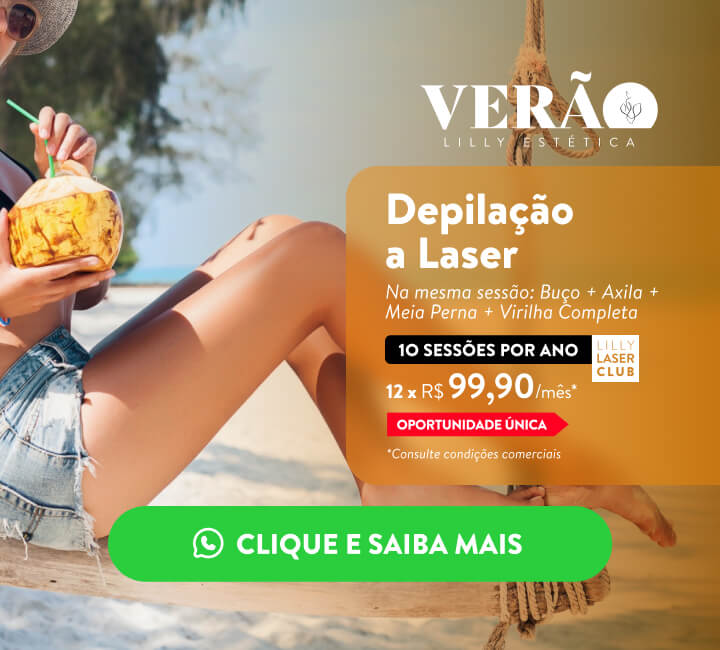 VERÃO
LILLY ESTÉTICA
Depilação
a Laser
Na mesma sessão: Buço + Axila +
Meia Perna + Virilha Completa
10 SESSÕES POR ANO
LILLY
LASER
CLUB
12 x R$ 99,90/mês*
OPORTUNIDADE ÚNICA
*Consulte condições comerciais
CLIQUE E SAIBA MAIS